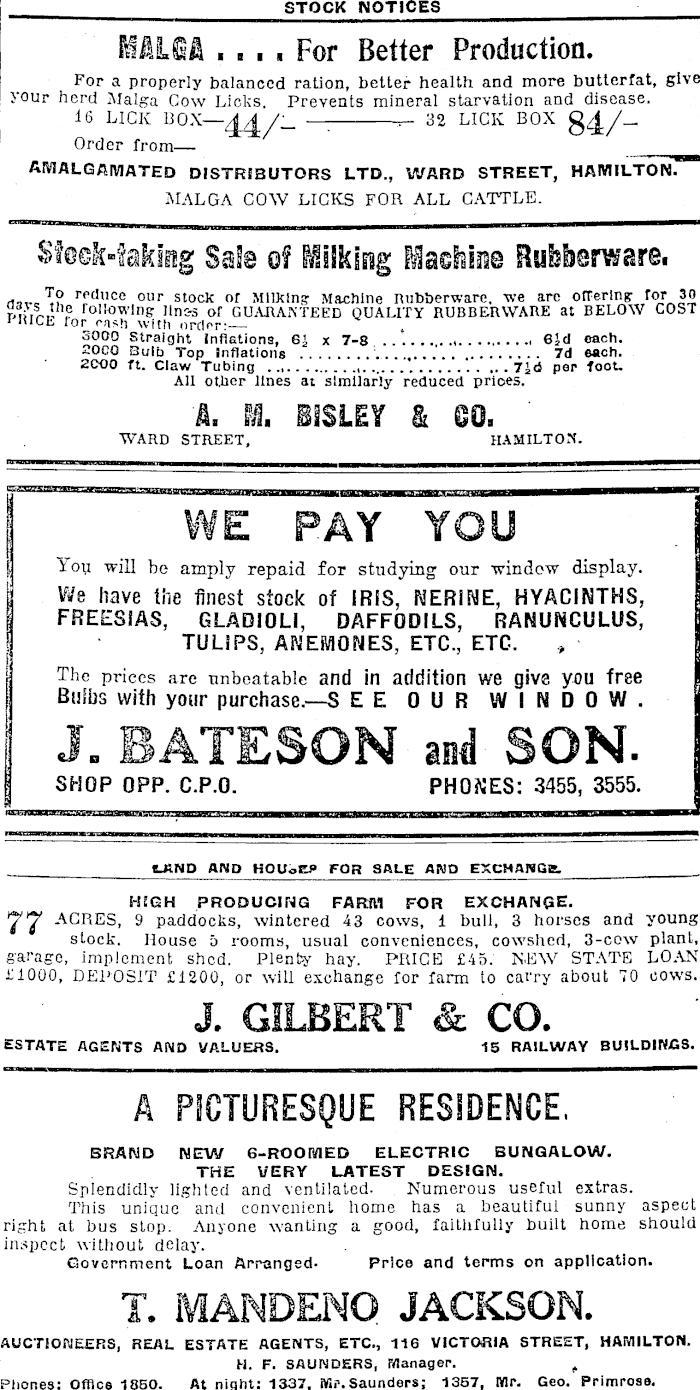 STOCK NOTICES
MALGA .... For Better Production.
For a properly balanced ration, better health and more butterfat, give
your herd Malga Cow Licks. Prevents mineral starvation and disease.
16 LICK BOX—44/- ——— 32 LICK BOX 84/-
Order from—
AMALGAMATED DISTRIBUTORS LTD., WARD STREET, HAMILTON.
MALGA COW LICKS FOR ALL CATTLE.
Stock-taking Sale of Milking Machine Rubberware.
To reduce our stock of Milking Machine Rubberware, we are offering for 30
days the following lines of GUARANTEED QUALITY RUBBERWARE at BELOW COST
PRICE for cash with order:—
3000 Straight Inflations, 6½ x 7-8 .................. 6½d each.
2000 Bulb Top Inflations .......................... 7d each.
2000 ft. Claw Tubing ........................... 7½d per foot.
All other lines at similarly reduced prices.
A. M. BISLEY & CO.
WARD STREET, HAMILTON.
WE PAY YOU
You will be amply repaid for studying our window display.
We have the finest stock of IRIS, NERINE, HYACINTHS,
FREESIAS, GLADIOLI, DAFFODILS, RANUNCULUS,
TULIPS, ANEMONES, ETC., ETC.
The prices are unbeatable and in addition we give you free
Bulbs with your purchase.—SEE OUR WINDOW.
J. BATESON and SON.
SHOP OPP. C.P.O. PHONES: 3455, 3555.
LAND AND HOUSES FOR SALE AND EXCHANGE
HIGH PRODUCING FARM FOR EXCHANGE.
77 ACRES, 9 paddocks, wintered 43 cows, 1 bull, 3 horses and young
stock. House 5 rooms, usual conveniences, cowshed, 3-cow plant,
garage, implement shed. Plenty hay. PRICE £45. NEW STATE LOAN
£1000, DEPOSIT £1200, or will exchange for farm to carry about 70 cows.
J. GILBERT & CO.
ESTATE AGENTS AND VALUERS. 15 RAILWAY BUILDINGS.
A PICTURESQUE RESIDENCE.
BRAND NEW 6-ROOMED ELECTRIC BUNGALOW.
THE VERY LATEST DESIGN.
Splendidly lighted and ventilated. Numerous useful extras.
This unique and convenient home has a beautiful sunny aspect
right at bus stop. Anyone wanting a good, faithfully built home should
inspect without delay.
Government Loan Arranged. Price and terms on application.
T. MANDENO JACKSON.
AUCTIONEERS, REAL ESTATE AGENTS, ETC., 116 VICTORIA STREET, HAMILTON.
H. F. SAUNDERS, Manager.
Phones: Office 1850. At night: 1337, Mr. Saunders; 1357, Mr. Geo. Primrose.